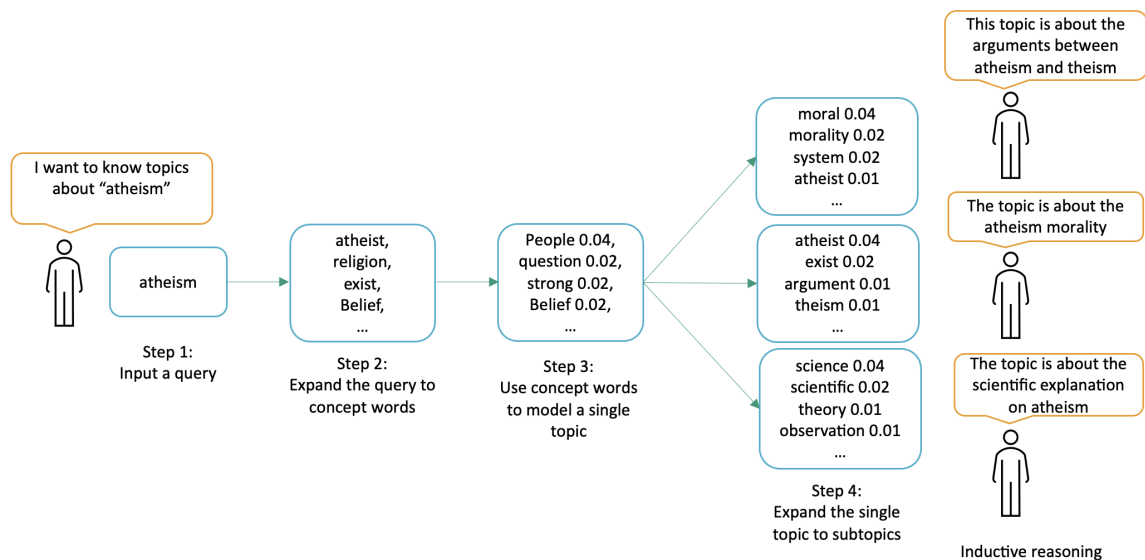 I want to know topics
about “atheism”
atheism
Step 1:
Input a query
atheist,
religion,
exist,
Belief,
...
Step 2:
Expand the query to
concept words
People 0.04,
question 0.02,
strong 0.02,
Belief 0.02,
...
Step 3:
Use concept words
to model a single
topic
moral 0.04
morality 0.02
system 0.02
atheist 0.01
...
atheist 0.04
exist 0.02
argument 0.01
theism 0.01
...
science 0.04
scientific 0.02
theory 0.01
observation 0.01
...
Step 4:
Expand the single
topic to subtopics
This topic is about the
arguments between
atheism and theism
The topic is about the
atheism morality
The topic is about the
scientific explanation
on atheism
Inductive reasoning